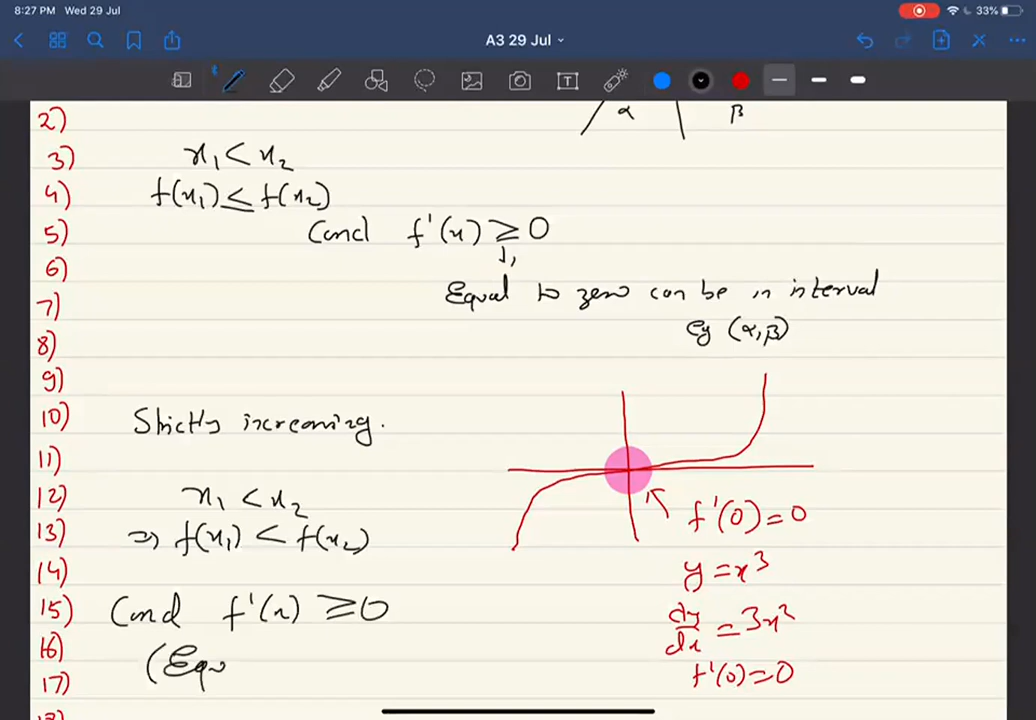 8:27 PM Wed 29 Jul
33%
A3 29 Jul
2)
α β
3)
x₁ < x₂
4)
f(x₁) ≤ f(x₂)
5)
Cond f'(x) ≥ 0
6)
7)
Equal to zero can be in interval
8)
Eg (α,β)
9)
10)
Strictly increasing.
11)
12)
x₁ < x₂
13)
⇒ f(x₁) < f(x₂)
f'(0) = 0
14)
y = x³
15)
Cond f'(x) ≥ 0
dy/dx = 3x²
16)
(Equ
17)
f'(0) = 0